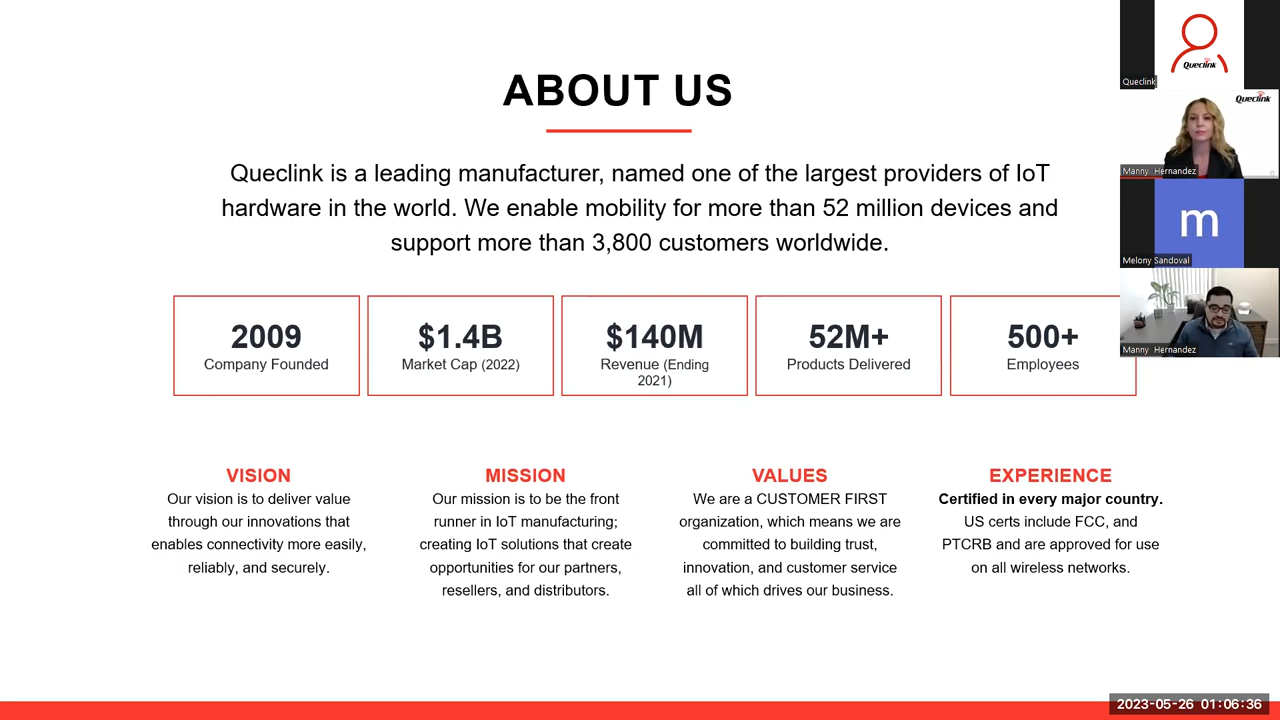 ABOUT US
Queclink is a leading manufacturer, named one of the largest providers of IoT
hardware in the world. We enable mobility for more than 52 million devices and
support more than 3,800 customers worldwide.
2009
Company Founded
$1.4B
Market Cap (2022)
$140M
Revenue (Ending
2021)
52M+
Products Delivered
500+
Employees
VISION
Our vision is to deliver value
through our innovations that
enables connectivity more easily,
reliably, and securely.
MISSION
Our mission is to be the front
runner in IoT manufacturing;
creating IoT solutions that create
opportunities for our partners,
resellers, and distributors.
VALUES
We are a CUSTOMER FIRST
organization, which means we are
committed to building trust,
innovation, and customer service
all of which drives our business.
EXPERIENCE
Certified in every major country.
US certs include FCC, and
PTCRB and are approved for use
on all wireless networks.
Queclink
Queclink
Queclink
Manny Hernandez
m
Melony Sandoval
Manny Hernandez
2023-05-26 01:06:36